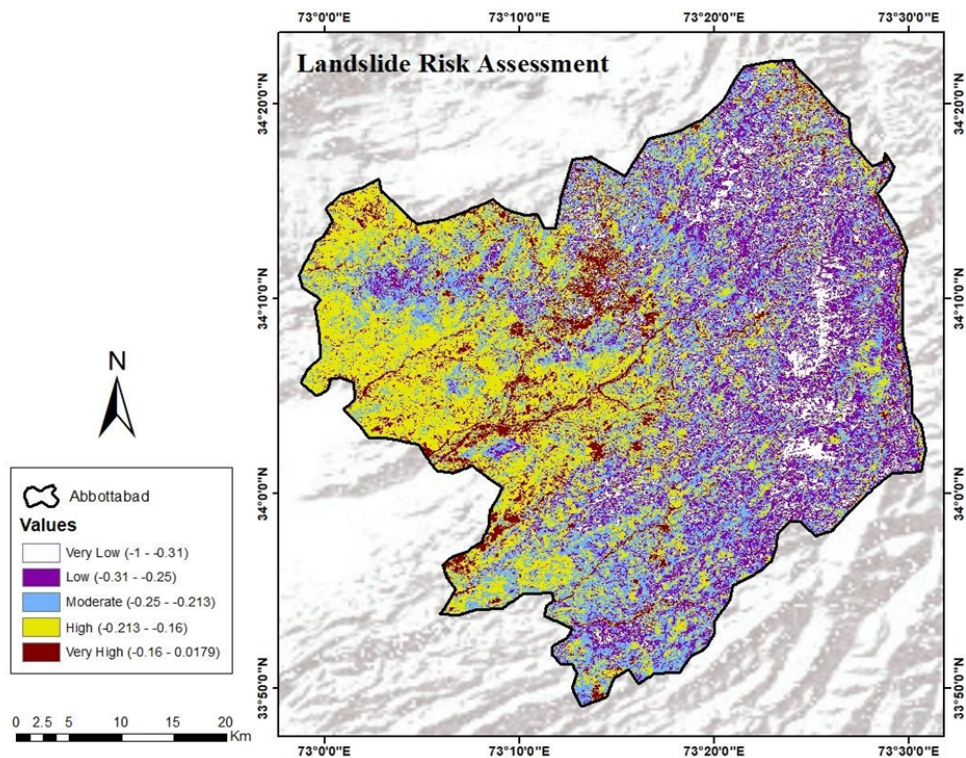 73°0'0"E 73°10'0"E 73°20'0"E 73°30'0"E
Landslide Risk Assessment
34°20'0"N 34°20'0"N
34°10'0"N 34°10'0"N
34°0'0"N 34°0'0"N
33°50'0"N 33°50'0"N
N
Abbottabad
Values
Very Low (-1 - -0.31)
Low (-0.31 - -0.25)
Moderate (-0.25 - -0.213)
High (-0.213 - -0.16)
Very High (-0.16 - 0.0179)
0 2.5 5 10 15 20
Km
73°0'0"E 73°10'0"E 73°20'0"E 73°30'0"E